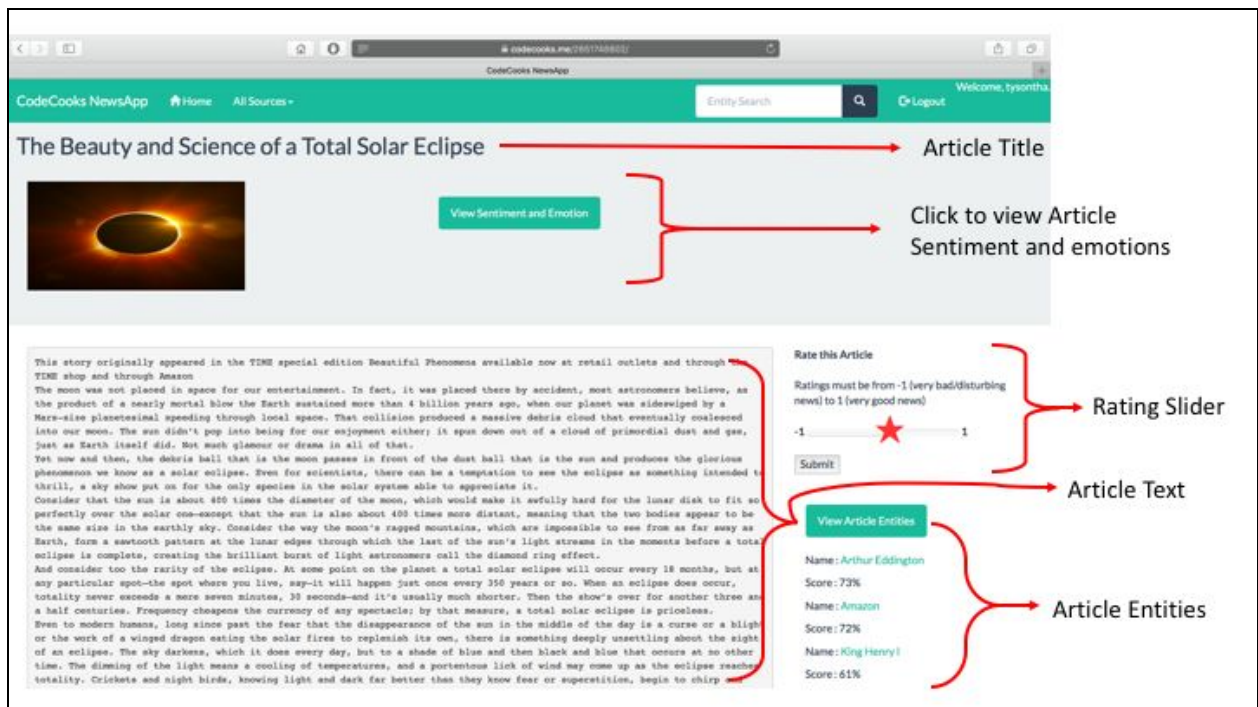 codecooks.me/2651748602/
CodeCooks NewsApp
Welcome, tysontha.
CodeCooks NewsApp Home All Sources Entity Search Logout
The Beauty and Science of a Total Solar Eclipse
Article Title
View Sentiment and Emotion
Click to view Article
Sentiment and emotions
This story originally appeared in the TIME special edition Beautiful Phenomena available now at retail outlets and through the
TIME shop and through Amazon
The moon was not placed in space for our entertainment. In fact, it was placed there by accident, most astronomers believe, as
the product of a nearly mortal blow the Earth sustained more than 4 billion years ago, when our planet was sideswiped by a
Mars-size planetesimal speeding through local space. That collision produced a massive debris cloud that eventually coalesced
into our moon. The sun didn't pop into being for our enjoyment either; it spun down out of a cloud of primordial dust and gas,
just as Earth itself did. Not much glamour or drama in all of that.
Yet now and then, the debris ball that is the moon passes in front of the dust ball that is the sun and produces the glorious
phenomenon we know as a solar eclipse. Even for scientists, there can be a temptation to see the eclipse as something intended to
thrill, a sky show put on for the only species in the solar system able to appreciate it.
Consider that the sun is about 400 times the diameter of the moon, which would make it awfully hard for the lunar disk to fit so
perfectly over the solar one—except that the sun is also about 400 times more distant, meaning that the two bodies appear to be
the same size in the earthly sky. Consider the way the moon's ragged mountains, which are impossible to see from as far away as
Earth, form a sawtooth pattern at the lunar edges through which the last of the sun's light streams in the moments before a total
eclipse is complete, creating the brilliant burst of light astronomers call the diamond ring effect.
And consider too the rarity of the eclipse. At some point on the planet a total solar eclipse will occur every 18 months, but at
any particular spot—the spot where you live, say—it will happen just once every 350 years or so. When an eclipse does occur,
totality never exceeds a mere seven minutes, 30 seconds—and it's usually much shorter. Then the show's over for another three and
a half centuries. Frequency cheapens the currency of any spectacle; by that measure, a total solar eclipse is priceless.
Even to modern humans, long since past the fear that the disappearance of the sun in the middle of the day is a curse or a blight
or the work of a winged dragon eating the solar fires to replenish its own, there is something deeply unsettling about the sight
of an eclipse. The sky darkens, which it does every day, but to a shade of blue and then black and blue that occurs at no other
time. The dimming of the light means a cooling of temperatures, and a portentous lick of wind may come up as the eclipse reaches
totality. Crickets and night birds, knowing light and dark far better than they know fear or superstition, begin to chirp and
Rate this Article
Ratings must be from -1 (very bad/disturbing
news) to 1 (very good news)
-1 1
Submit
Rating Slider
Article Text
View Article Entities
Name : Arthur Eddington
Score : 73%
Name : Amazon
Score : 72%
Name : King Henry I
Score : 61%
Article Entities